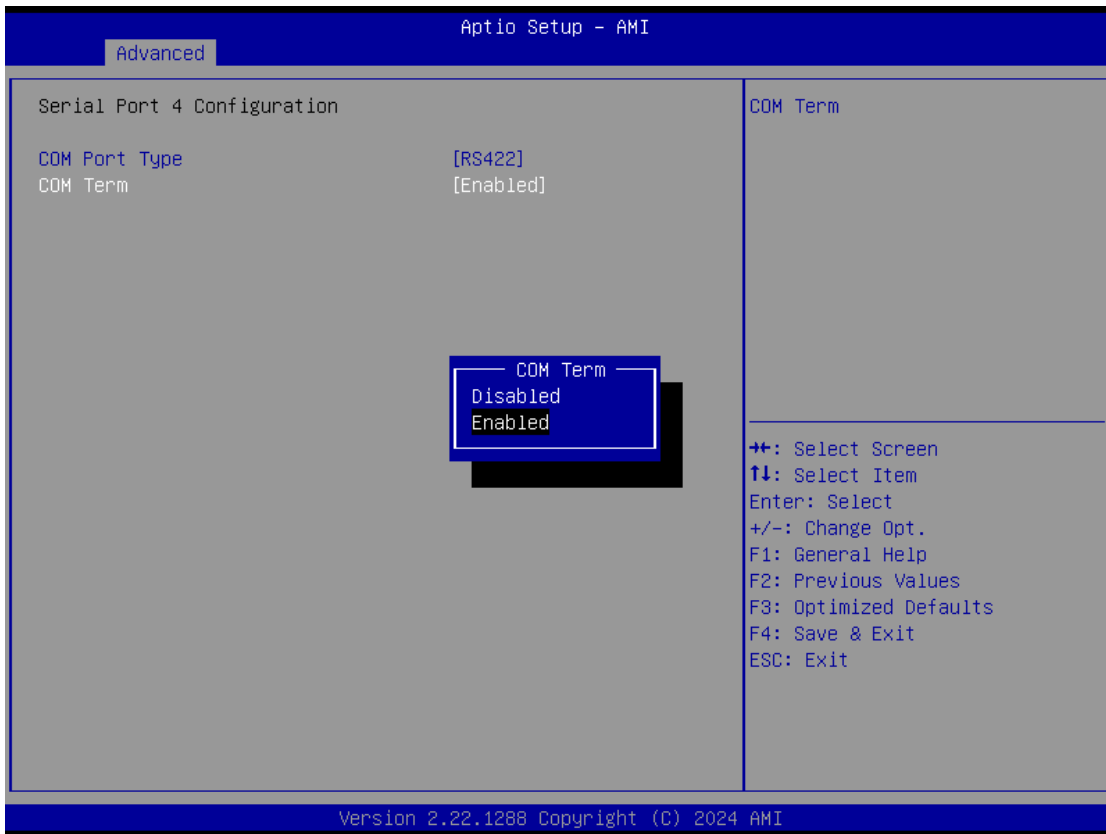 Aptio Setup – AMI
Advanced
Serial Port 4 Configuration
COM Port Type [RS422]
COM Term [Enabled]
COM Term
Disabled
Enabled
COM Term
→←: Select Screen
↑↓: Select Item
Enter: Select
+/-: Change Opt.
F1: General Help
F2: Previous Values
F3: Optimized Defaults
F4: Save & Exit
ESC: Exit
Version 2.22.1288 Copyright (C) 2024 AMI